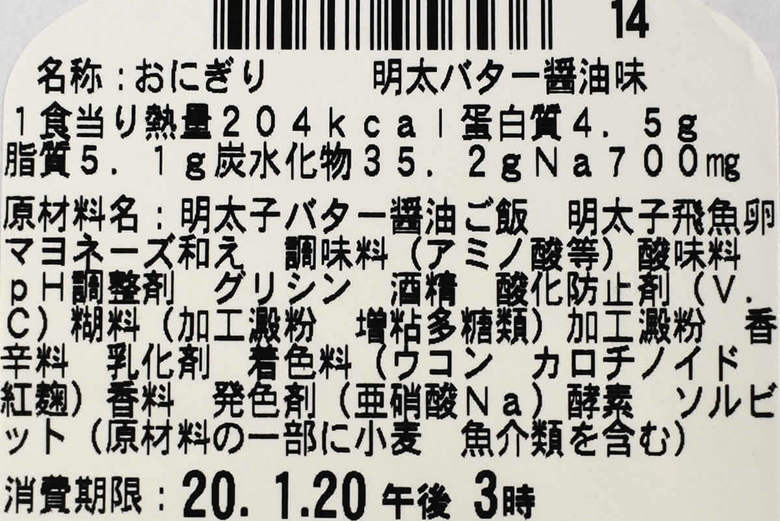 14
名称:おにぎり　　明太バター醤油味
1食当り熱量204kcal蛋白質4.5g
脂質5.1g炭水化物35.2gNa700mg
原材料名:明太子バター醤油ご飯　明太子飛魚卵
マヨネーズ和え　調味料(アミノ酸等)酸味料
pH調整剤　グリシン　酒精　酸化防止剤(V.
C)糊料(加工澱粉　増粘多糖類)加工澱粉　香
辛料　乳化剤　着色料(ウコン　カロチノイド
紅麹)香料　発色剤(亜硝酸Na)酵素　ソルビ
ット(原材料の一部に小麦　魚介類を含む)
消費期限:20.1.20午後3時